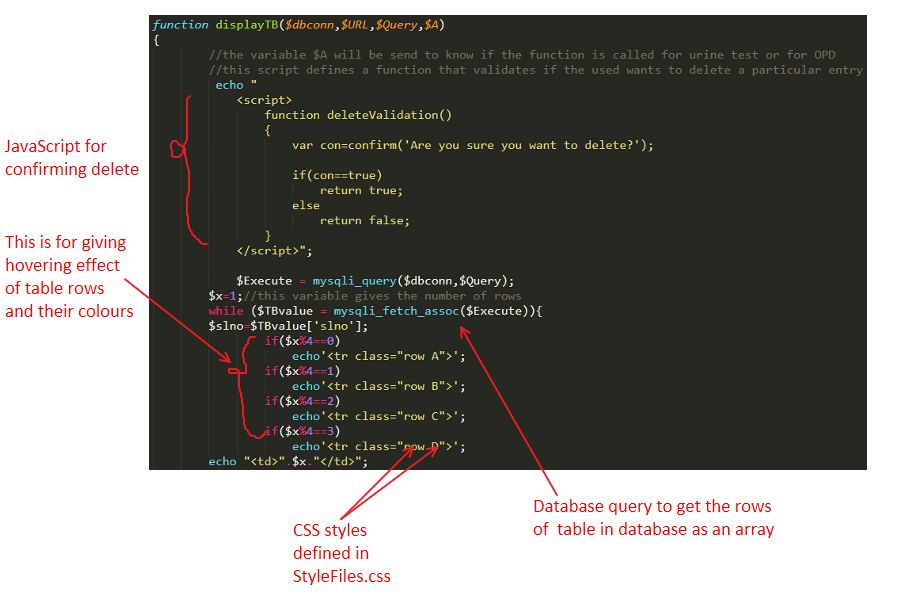 function displayTB($dbconn,$URL,$Query,$A)
{
//the variable $A will be send to know if the function is called for urine test or for OPD
//this script defines a function that validates if the used wants to delete a particular entry
echo "
<script>
function deleteValidation()
{
var con=confirm('Are you sure you want to delete?');
if(con==true)
return true;
else
return false;
}
</script>";
$Execute = mysqli_query($dbconn,$Query);
$x=1;//this variable gives the number of rows
while ($TBvalue = mysqli_fetch_assoc($Execute)){
$slno=$TBvalue['slno'];
if($x%4==0)
echo'<tr class="row A">';
if($x%4==1)
echo'<tr class="row B">';
if($x%4==2)
echo'<tr class="row C">';
if($x%4==3)
echo'<tr class="row D">';
echo "<td>".$x."</td>";
JavaScript for
confirming delete
This is for giving
hovering effect
of table rows
and their colours
CSS styles
defined in
StyleFiles.css
Database query to get the rows
of table in database as an array